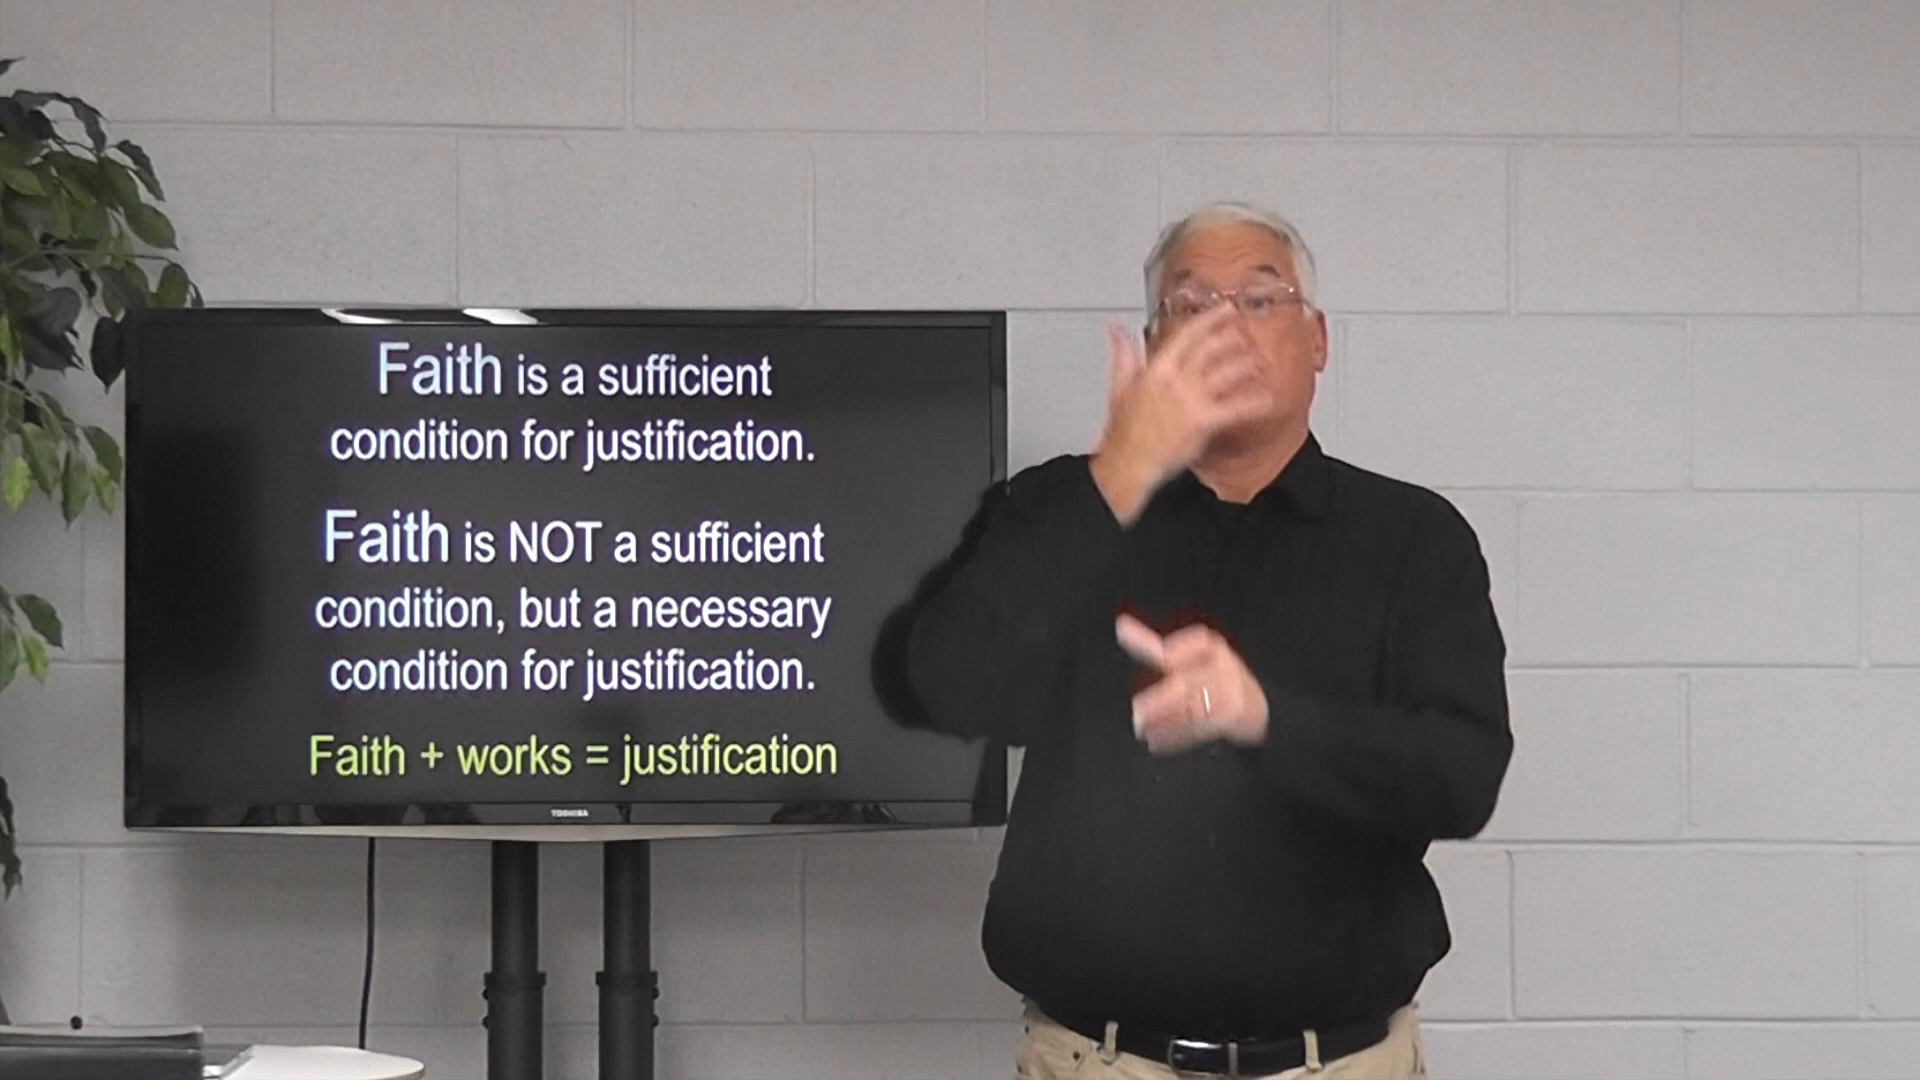 Faith is a sufficient
condition for justification.
Faith is NOT a sufficient
condition, but a necessary
condition for justification.
Faith + works = justification
TOSHIBA